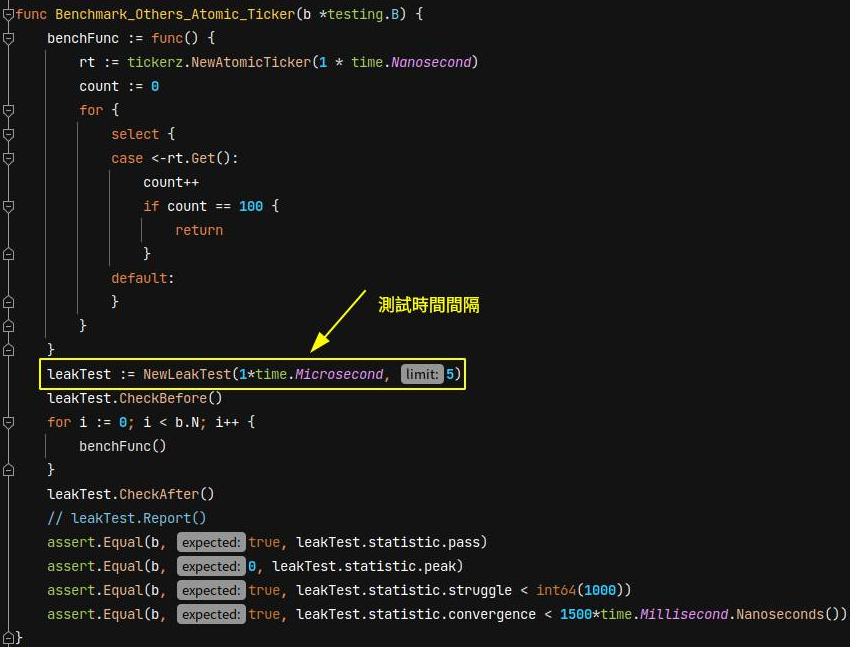 func Benchmark_Others_Atomic_Ticker(b *testing.B) {
benchFunc := func() {
rt := tickerz.NewAtomicTicker(1 * time.Nanosecond)
count := 0
for {
select {
case <-rt.Get():
count++
if count == 100 {
return
}
default:
}
測試時間間隔
}
}
leakTest := NewLeakTest(1*time.Microsecond, limit: 5)
leakTest.CheckBefore()
for i := 0; i < b.N; i++ {
benchFunc()
}
leakTest.CheckAfter()
// leakTest.Report()
assert.Equal(b, expected: true, leakTest.statistic.pass)
assert.Equal(b, expected: 0, leakTest.statistic.peak)
assert.Equal(b, expected: true, leakTest.statistic.struggle < int64(1000))
assert.Equal(b, expected: true, leakTest.statistic.convergence < 1500*time.Millisecond.Nanoseconds())
}